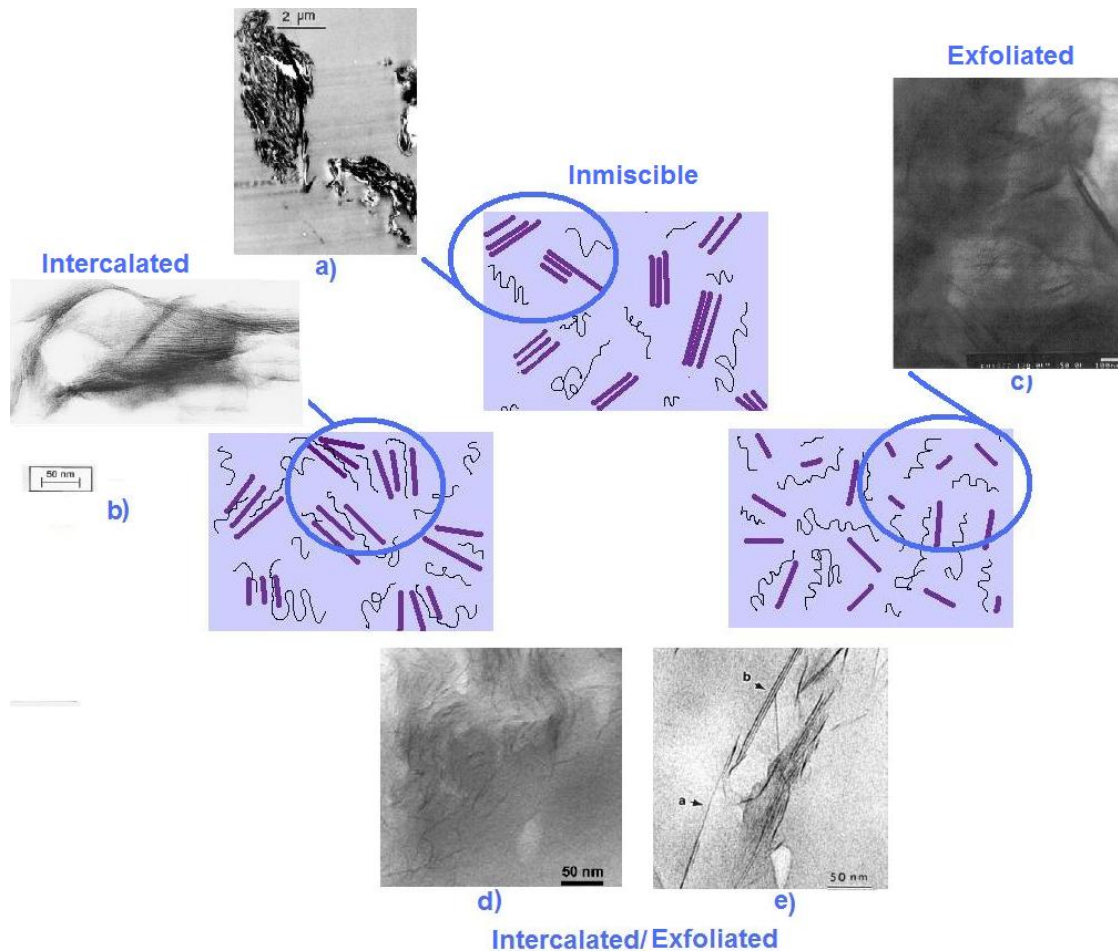 2 µm
Exfoliated
Inmiscible
a)
Intercalated
c)
50 nm
b)
b
a
50 nm
50 nm
d)
e)
Intercalated/Exfoliated